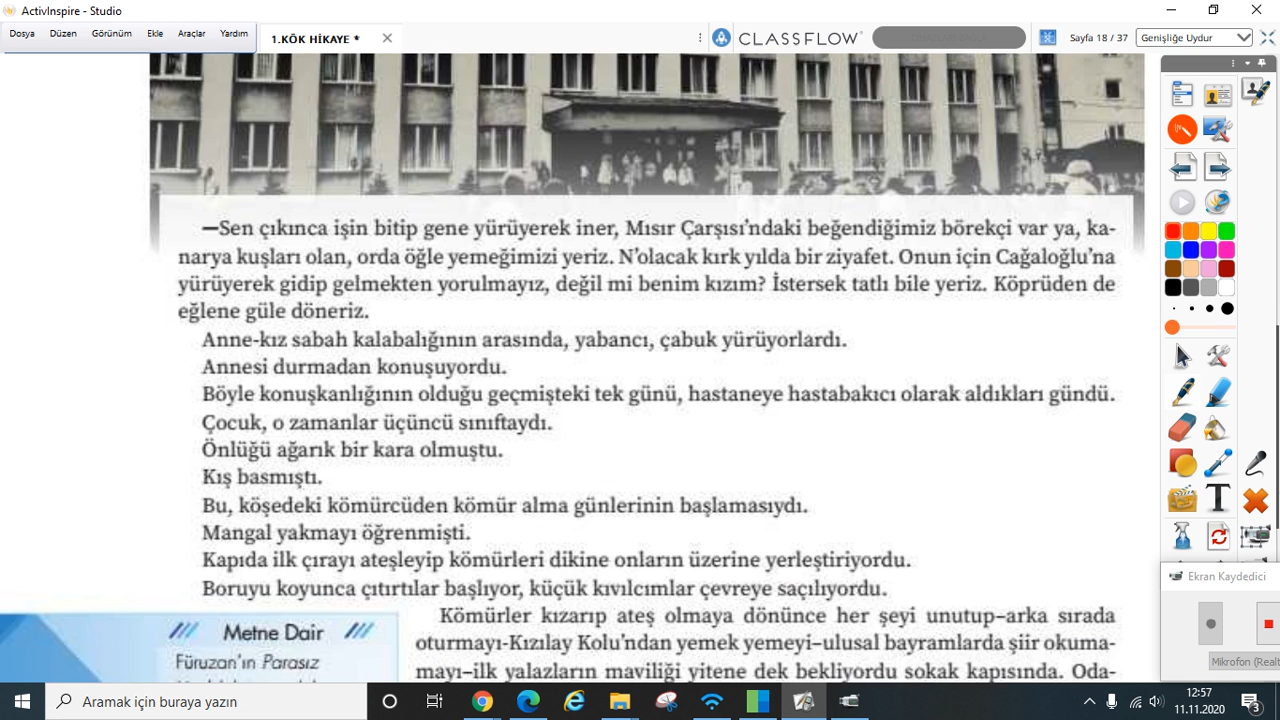 ActivInspire - Studio
Dosya Düzen Görünüm Ekle Araçlar Yardım
1.KÖK HİKAYE *
CLASSFLOW
Sayfa 18 / 37
Genişliğe Uydur
—Sen çıkınca işin bitip gene yürüyerek iner, Mısır Çarşısı’ndaki beğendiğimiz börekçi var ya, ka-
narya kuşları olan, orda öğle yemeğimizi yeriz. N’olacak kırk yılda bir ziyafet. Onun için Cağaloğlu’na
yürüyerek gidip gelmekten yorulmayız, değil mi benim kızım? İstersek tatlı bile yeriz. Köprüden de
eğlene güle döneriz.
Anne-kız sabah kalabalığının arasında, yabancı, çabuk yürüyorlardı.
Annesi durmadan konuşuyordu.
Böyle konuşkanlığının olduğu geçmişteki tek günü, hastaneye hastabakıcı olarak aldıkları gündü.
Çocuk, o zamanlar üçüncü sınıftaydı.
Önlüğü ağarık bir kara olmuştu.
Kış basmıştı.
Bu, köşedeki kömürcüden kömür alma günlerinin başlamasıydı.
Mangal yakmayı öğrenmişti.
Kapıda ilk çırayı ateşleyip kömürleri dikine onların üzerine yerleştiriyordu.
Boruyu koyunca çıtırtılar başlıyor, küçük kıvılcımlar çevreye saçılıyordu.
Kömürler kızarıp ateş olmaya dönünce her şeyi unutup–arka sırada
oturmayı-Kızılay Kolu’ndan yemek yemeyi–ulusal bayramlarda şiir okuma-
mayı–ilk yalazların maviliği yitene dek bekliyordu sokak kapısında. Oda-
Metne Dair
Füruzan’ın Parasız
Ekran Kaydedici
Mikrofon (Realt
Aramak için buraya yazın
12:57
11.11.2020
3